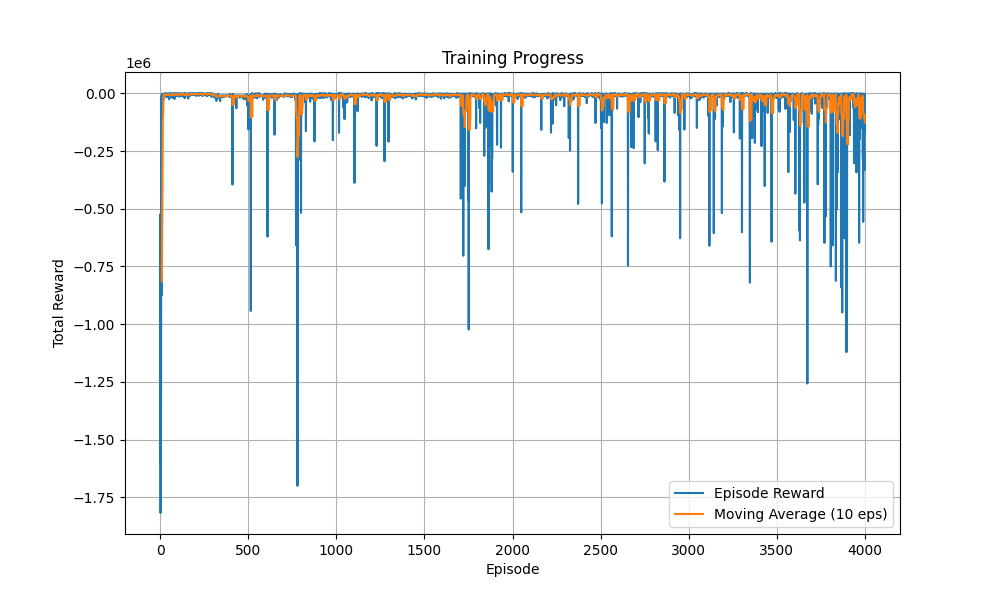 Training Progress
1e6
0.00
−0.25
−0.50
−0.75
−1.00
−1.25
−1.50
−1.75
Total Reward
0 500 1000 1500 2000 2500 3000 3500 4000
Episode
Episode Reward
Moving Average (10 eps)